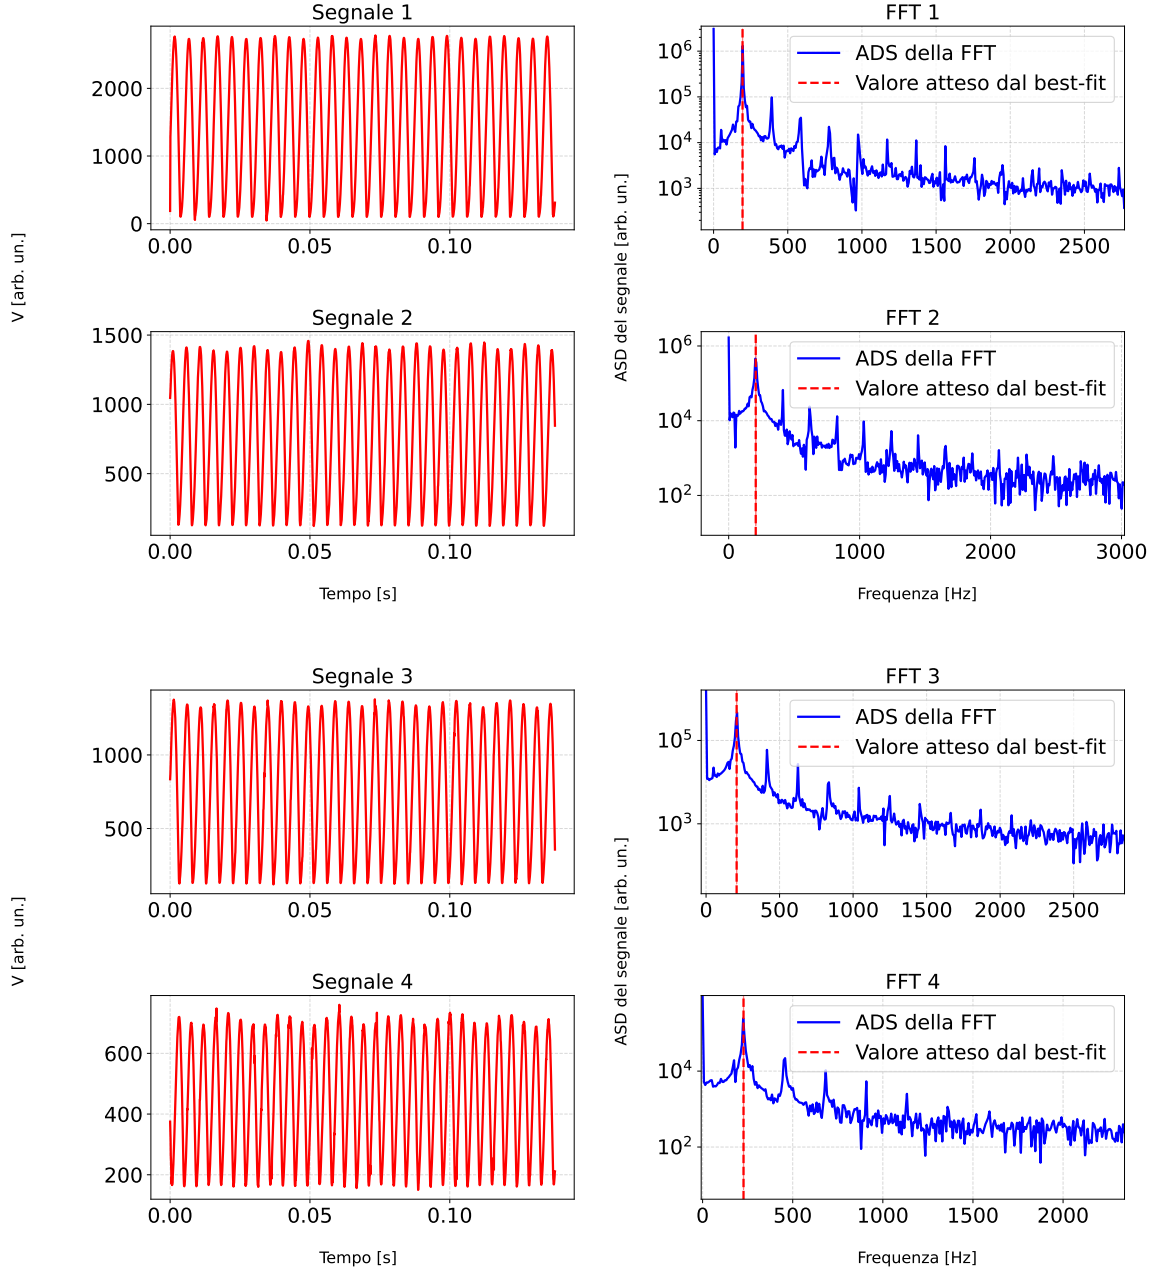 Segnale 1
2000
1000
0
0.00 0.05 0.10
FFT 1
ADS della FFT
Valore atteso dal best-fit
10^6
10^5
10^4
10^3
0 500 1000 1500 2000 2500
Segnale 2
1500
1000
500
0.00 0.05 0.10
FFT 2
ADS della FFT
Valore atteso dal best-fit
10^6
10^4
10^2
0 1000 2000 3000
V [arb. un.]
Tempo [s]
ASD del segnale [arb. un.]
Frequenza [Hz]
Segnale 3
1000
500
0.00 0.05 0.10
FFT 3
ADS della FFT
Valore atteso dal best-fit
10^5
10^3
0 500 1000 1500 2000 2500
Segnale 4
600
400
200
0.00 0.05 0.10
FFT 4
ADS della FFT
Valore atteso dal best-fit
10^4
10^2
0 500 1000 1500 2000
V [arb. un.]
Tempo [s]
ASD del segnale [arb. un.]
Frequenza [Hz]